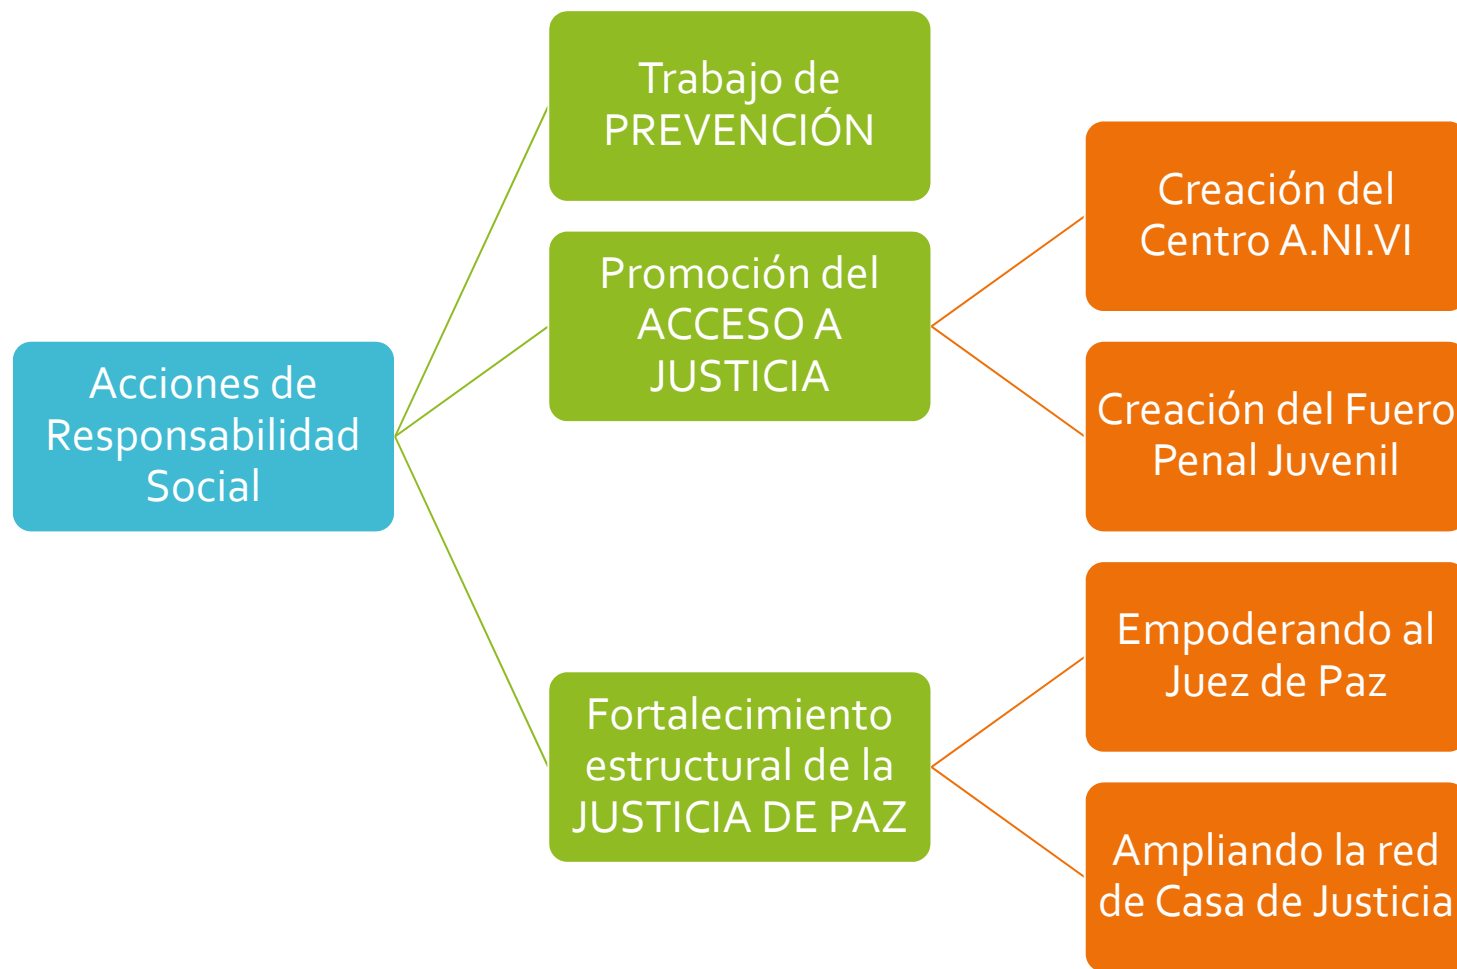 Acciones de
Responsabilidad
Social
Trabajo de
PREVENCIÓN
Promoción del
ACCESO A
JUSTICIA
Creación del
Centro A.NI.VI
Creación del Fuero
Penal Juvenil
Fortalecimiento
estructural de la
JUSTICIA DE PAZ
Empoderando al
Juez de Paz
Ampliando la red
de Casa de Justicia